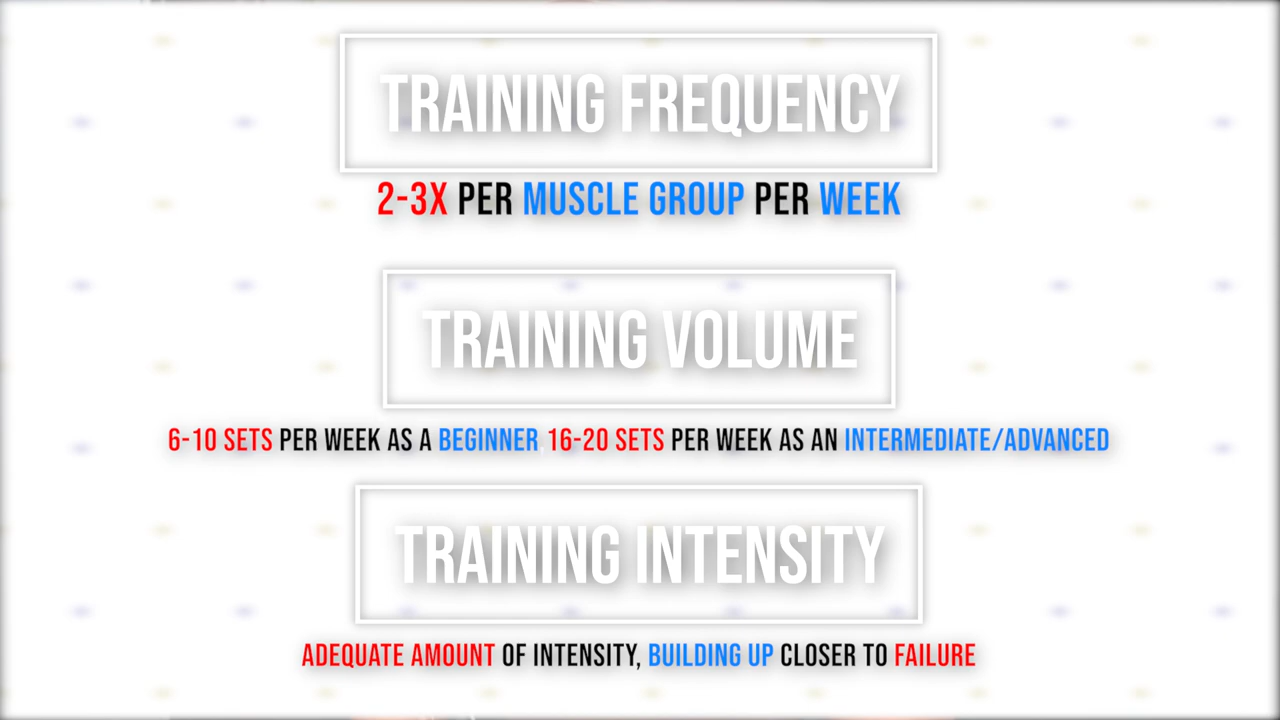 TRAINING FREQUENCY
2-3X PER MUSCLE GROUP PER WEEK
TRAINING VOLUME
6-10 SETS PER WEEK AS A BEGINNER 16-20 SETS PER WEEK AS AN INTERMEDIATE/ADVANCED
TRAINING INTENSITY
ADEQUATE AMOUNT OF INTENSITY, BUILDING UP CLOSER TO FAILURE